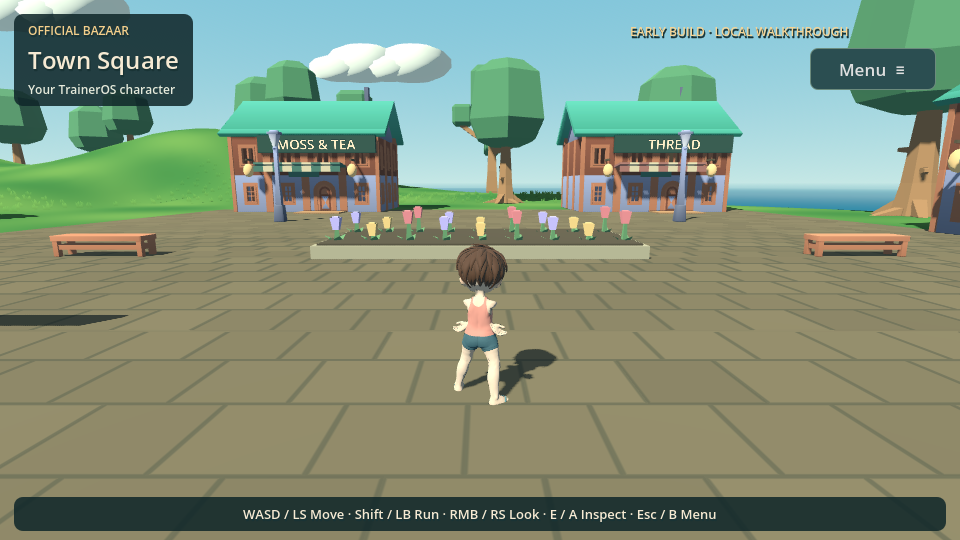 OFFICIAL BAZAAR
Town Square
Your TrainerOS character
EARLY BUILD · LOCAL WALKTHROUGH
Menu ≡
MOSS & TEA
THREAD
WASD / LS Move · Shift / LB Run · RMB / RS Look · E / A Inspect · Esc / B Menu